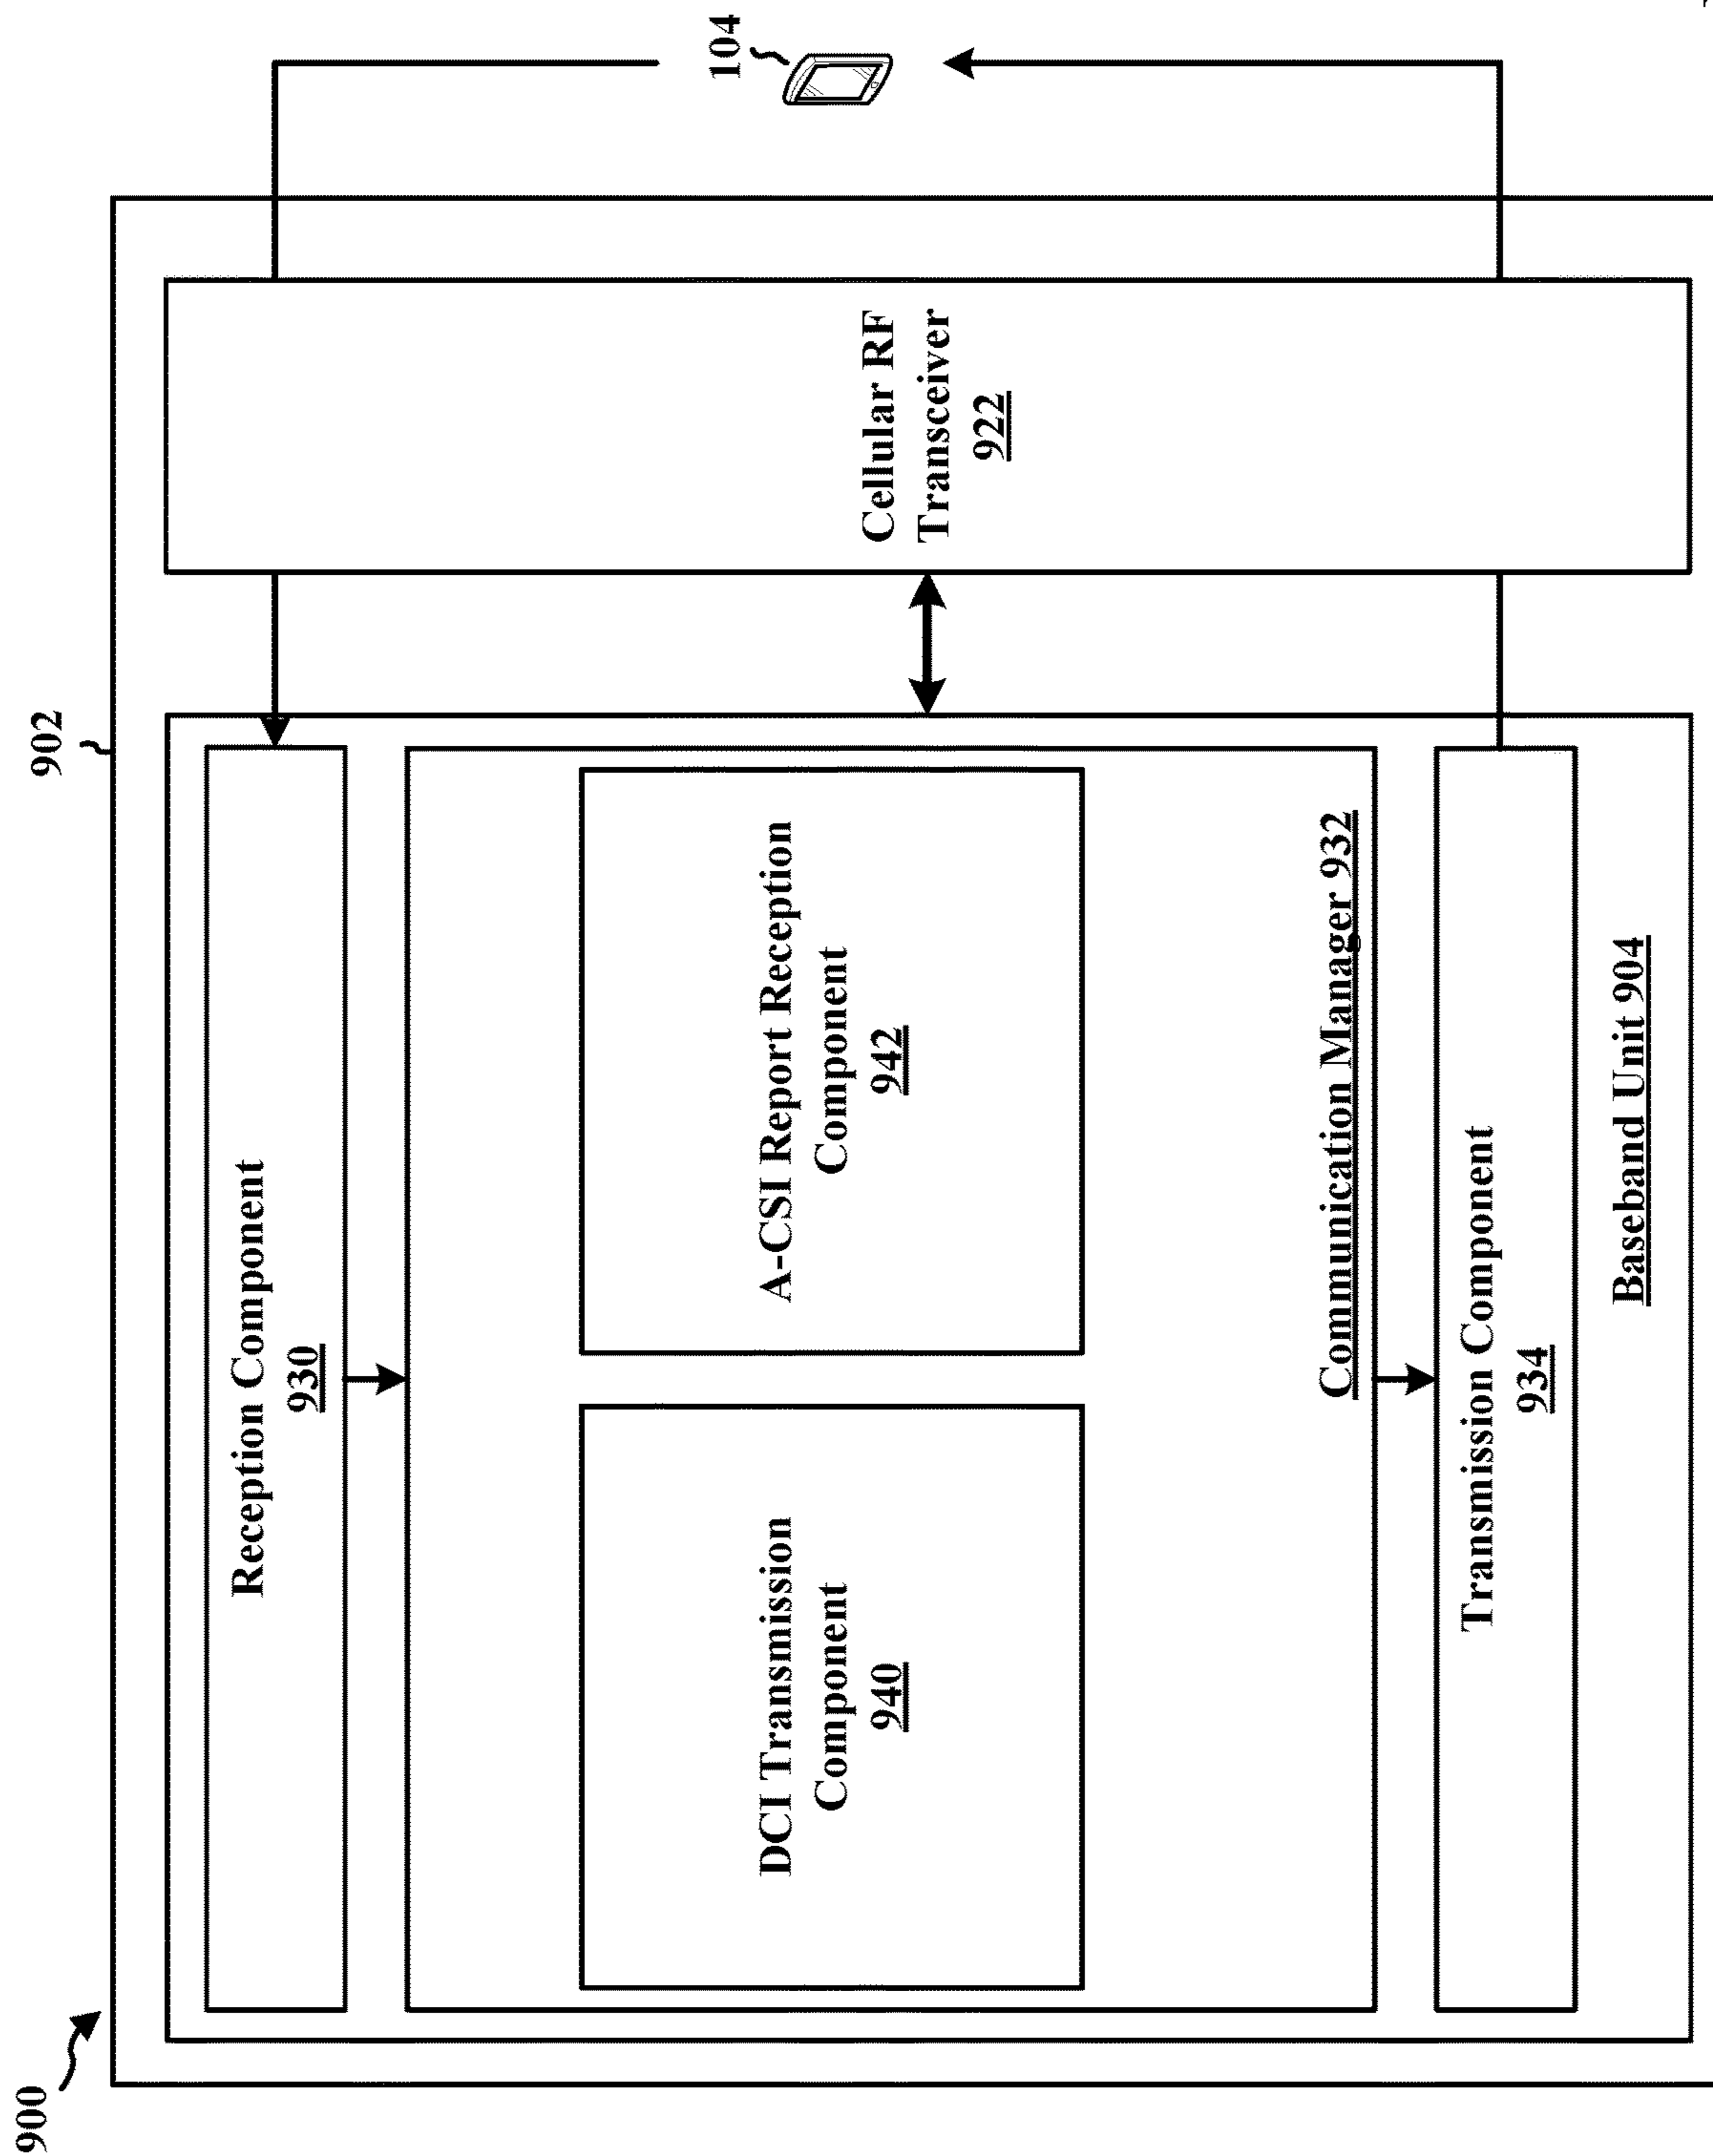 900
902
104
Reception Component
930
DCI Transmission
Component
940
A-CSI Report Reception
Component
942
Communication Manager 932
Transmission Component
934
Baseband Unit 904
Cellular RF
Transceiver
922